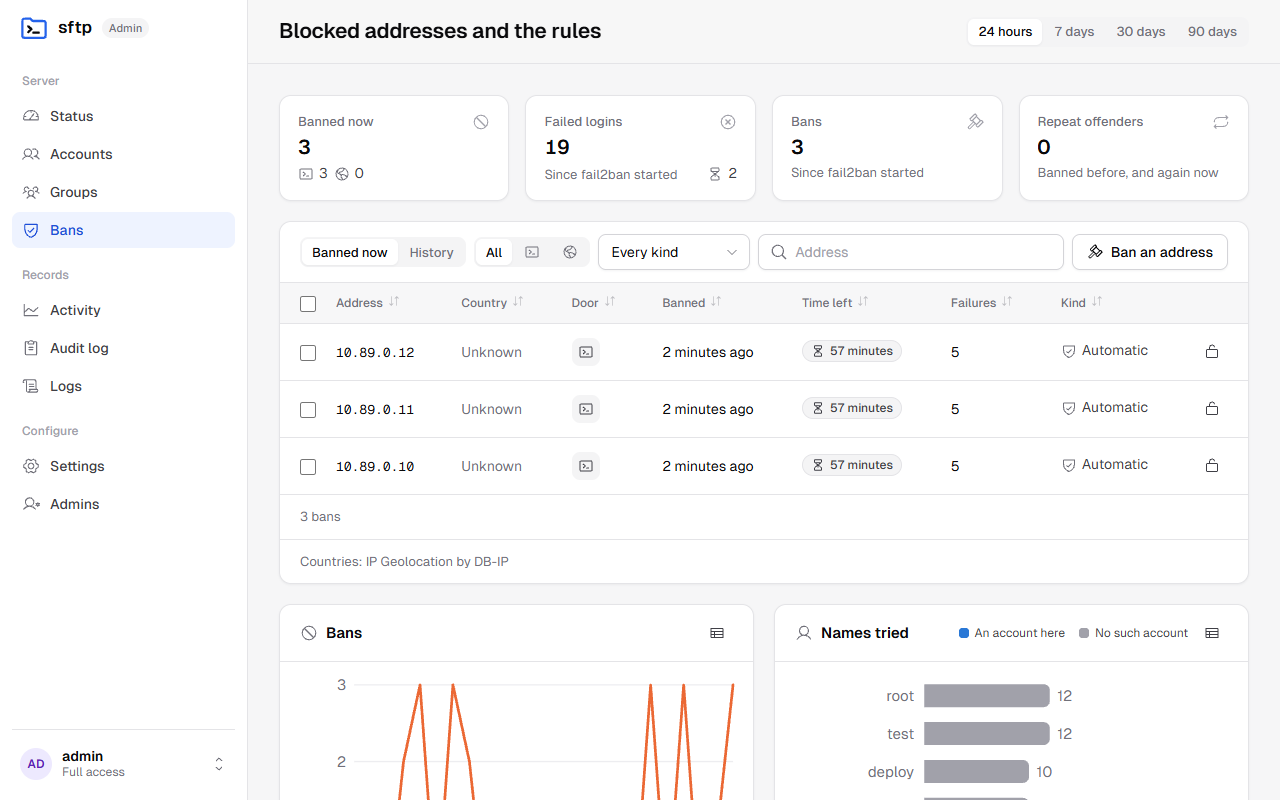 sftp Admin
Blocked addresses and the rules
24 hours 7 days 30 days 90 days
Server
Status
Accounts
Groups
Bans
Records
Activity
Audit log
Logs
Configure
Settings
Admins
AD admin
Full access
Banned now
3
3 0
Failed logins
19
Since fail2ban started 2
Bans
3
Since fail2ban started
Repeat offenders
0
Banned before, and again now
Banned now History All Every kind Address Ban an address
Address Country Door Banned Time left Failures Kind
10.89.0.12 Unknown 2 minutes ago 57 minutes 5 Automatic
10.89.0.11 Unknown 2 minutes ago 57 minutes 5 Automatic
10.89.0.10 Unknown 2 minutes ago 57 minutes 5 Automatic
3 bans
Countries: IP Geolocation by DB-IP
Bans
3
2
Names tried An account here No such account
root 12
test 12
deploy 10